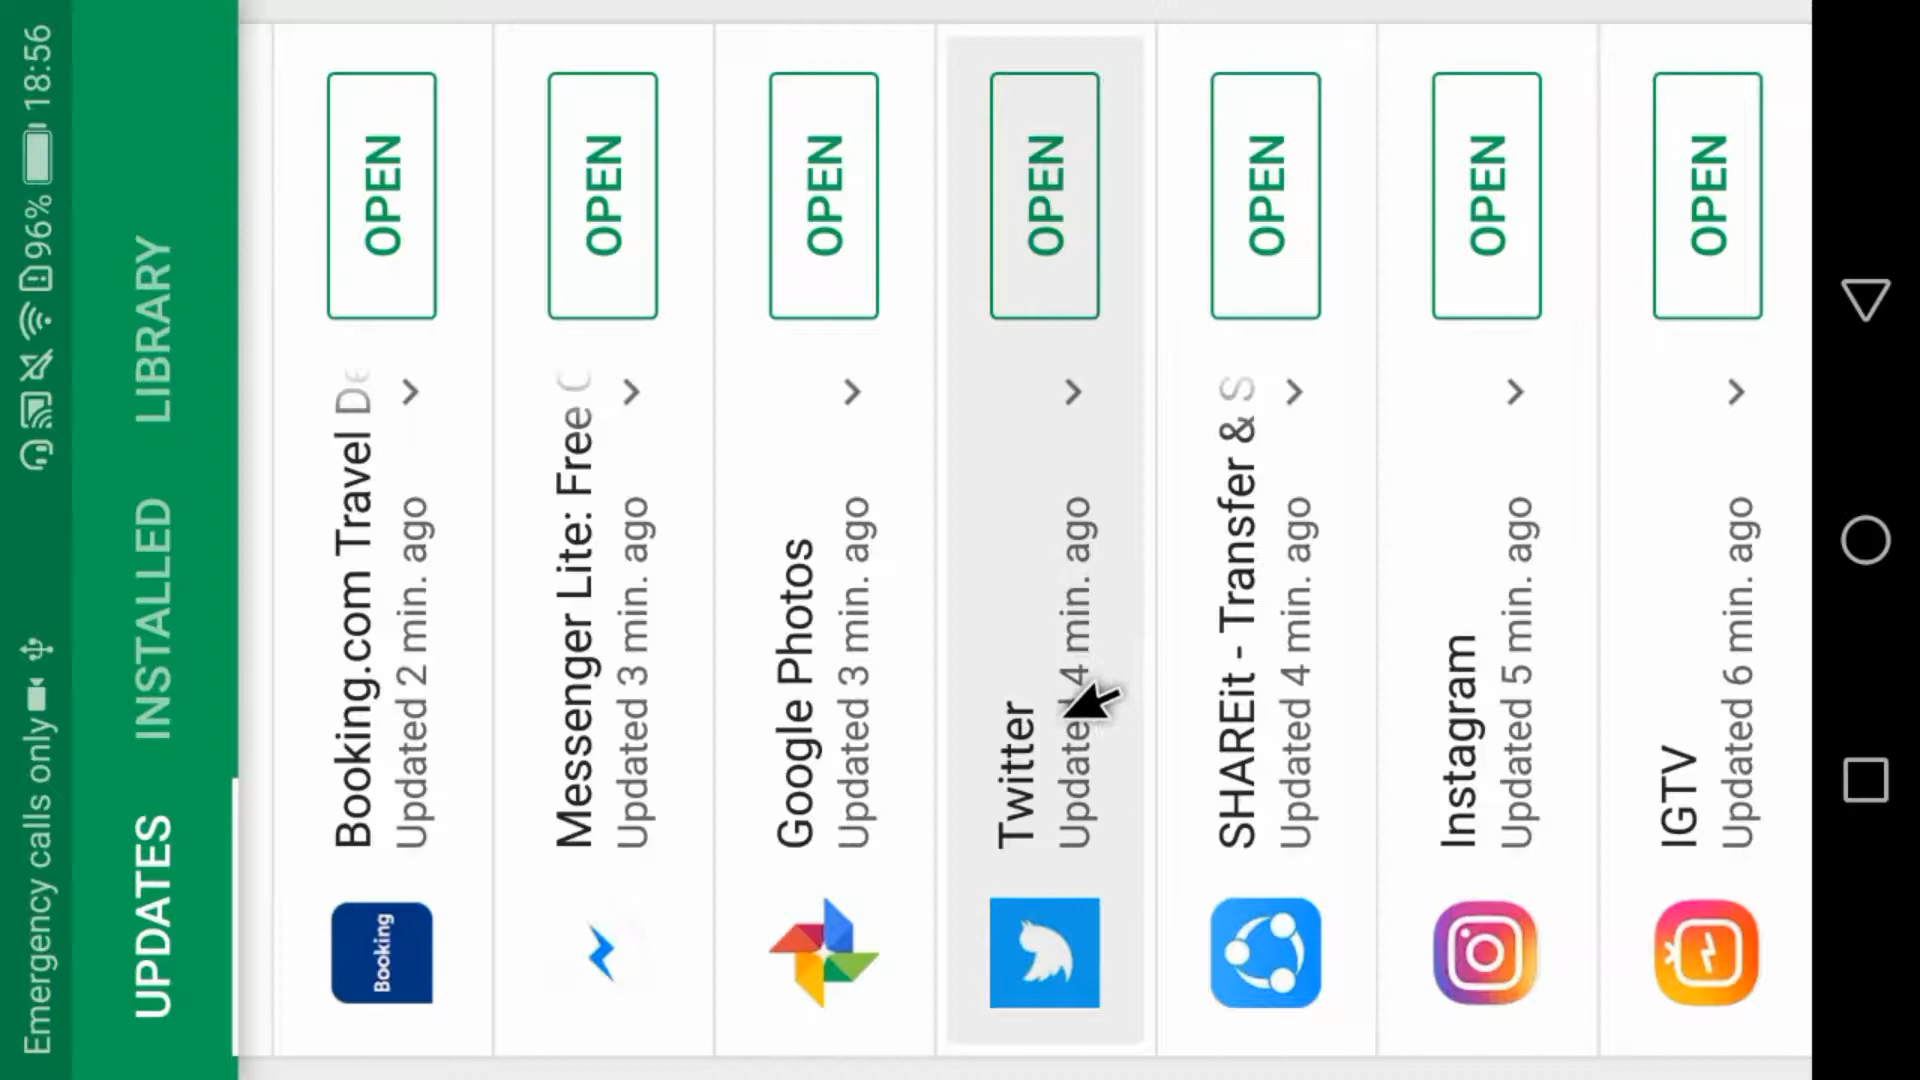 Emergency calls only
96%
18:56
UPDATES
INSTALLED
LIBRARY
Booking
Booking.com Travel De
Updated 2 min. ago
OPEN
Messenger Lite: Free C
Updated 3 min. ago
OPEN
Google Photos
Updated 3 min. ago
OPEN
Twitter
Updated 4 min. ago
OPEN
SHAREit - Transfer & S
Updated 4 min. ago
OPEN
Instagram
Updated 5 min. ago
OPEN
IGTV
Updated 6 min. ago
OPEN